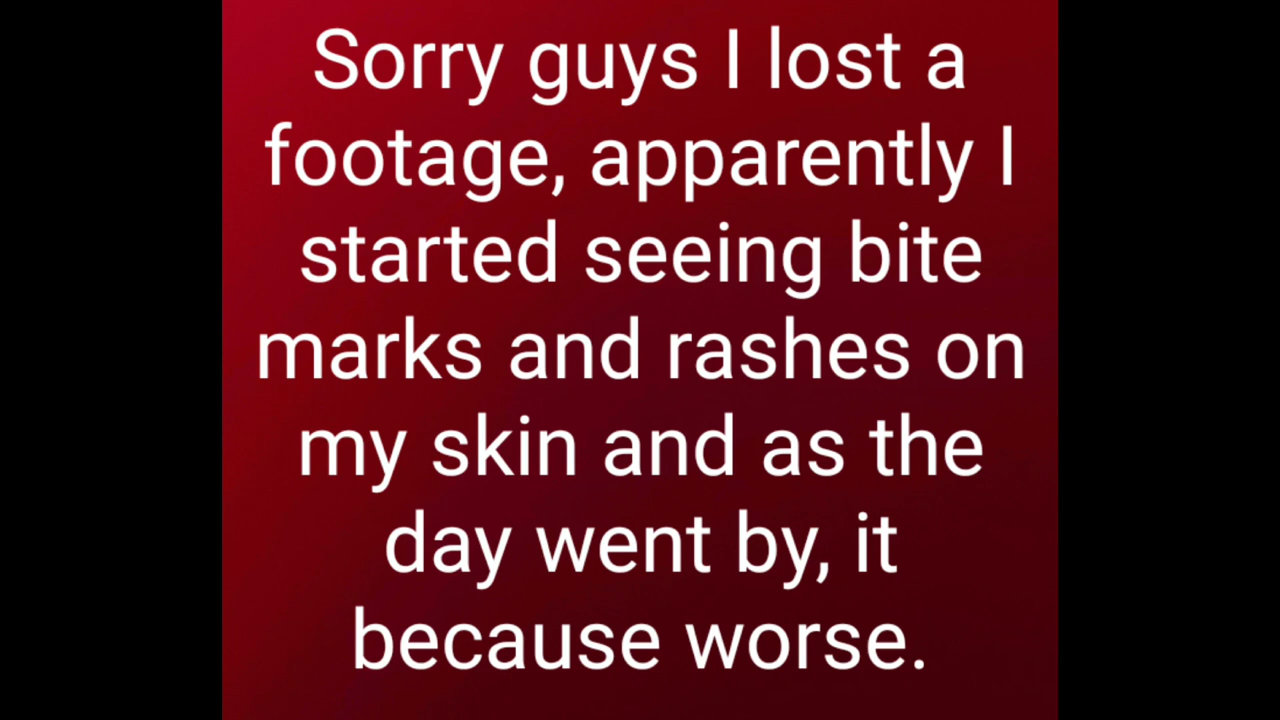 Sorry guys I lost a
footage, apparently I
started seeing bite
marks and rashes on
my skin and as the
day went by, it
because worse.